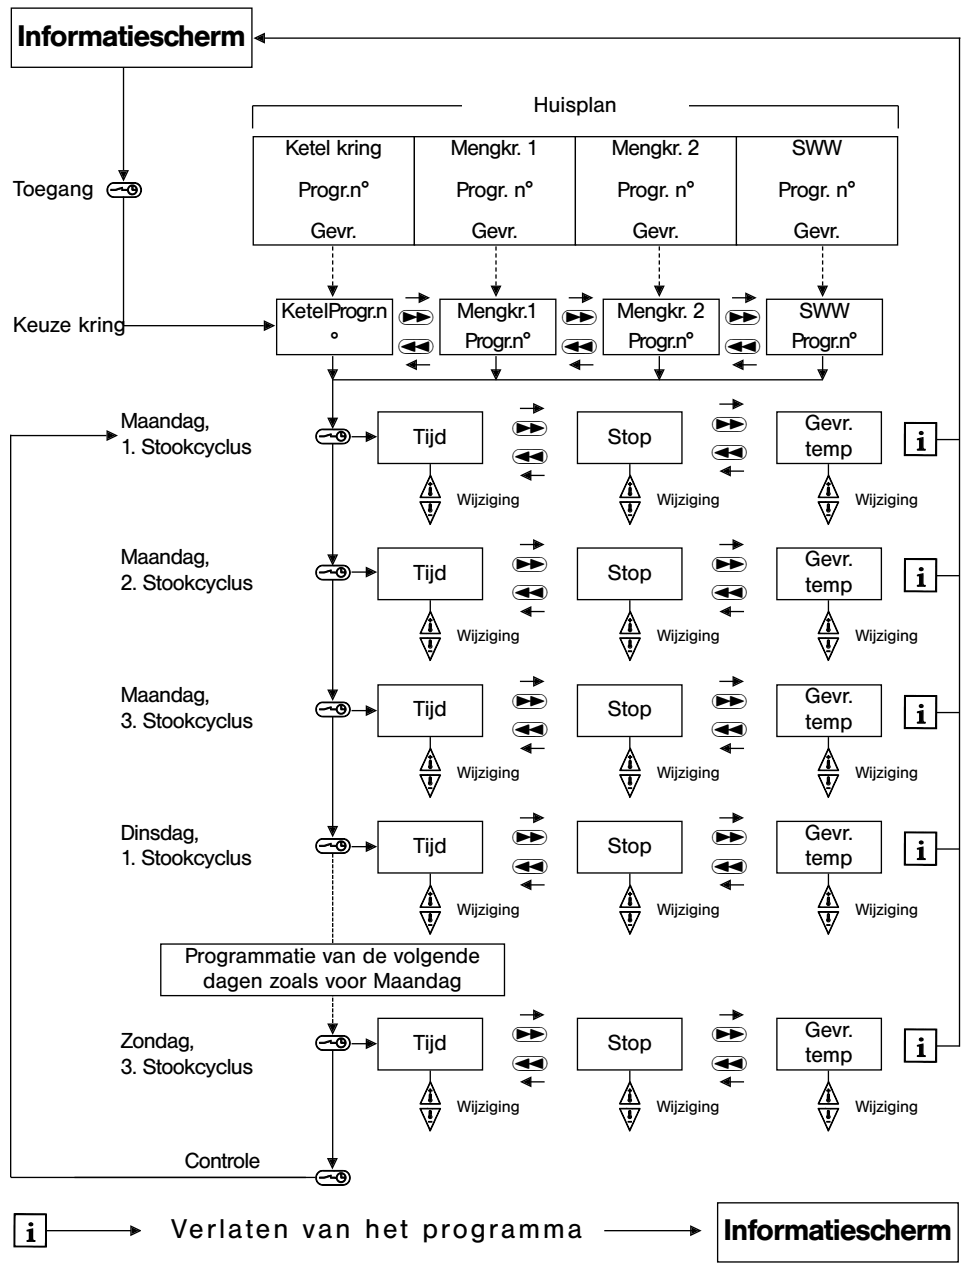 Informatiescherm
Huisplan
Ketel kring Mengkr. 1 Mengkr. 2 SWW
Toegang Progr.n° Progr. n° Progr. n° Progr. n°
Gevr. Gevr. Gevr. Gevr.
Keuze kring
KetelProgr.n
°
Mengkr.1
Progr.n°
Mengkr. 2
Progr.n°
SWW
Progr.n°
Maandag,
1. Stookcyclus
Tijd
Stop
Gevr.
temp
i
Wijziging Wijziging Wijziging
Maandag,
2. Stookcyclus
Tijd
Stop
Gevr.
temp
i
Wijziging Wijziging Wijziging
Maandag,
3. Stookcyclus
Tijd
Stop
Gevr.
temp
i
Wijziging Wijziging Wijziging
Dinsdag,
1. Stookcyclus
Tijd
Stop
Gevr.
temp
i
Wijziging Wijziging Wijziging
Programmatie van de volgende
dagen zoals voor Maandag
Zondag,
3. Stookcyclus
Tijd
Stop
Gevr.
temp
i
Wijziging Wijziging Wijziging
Controle
i Verlaten van het programma Informatiescherm